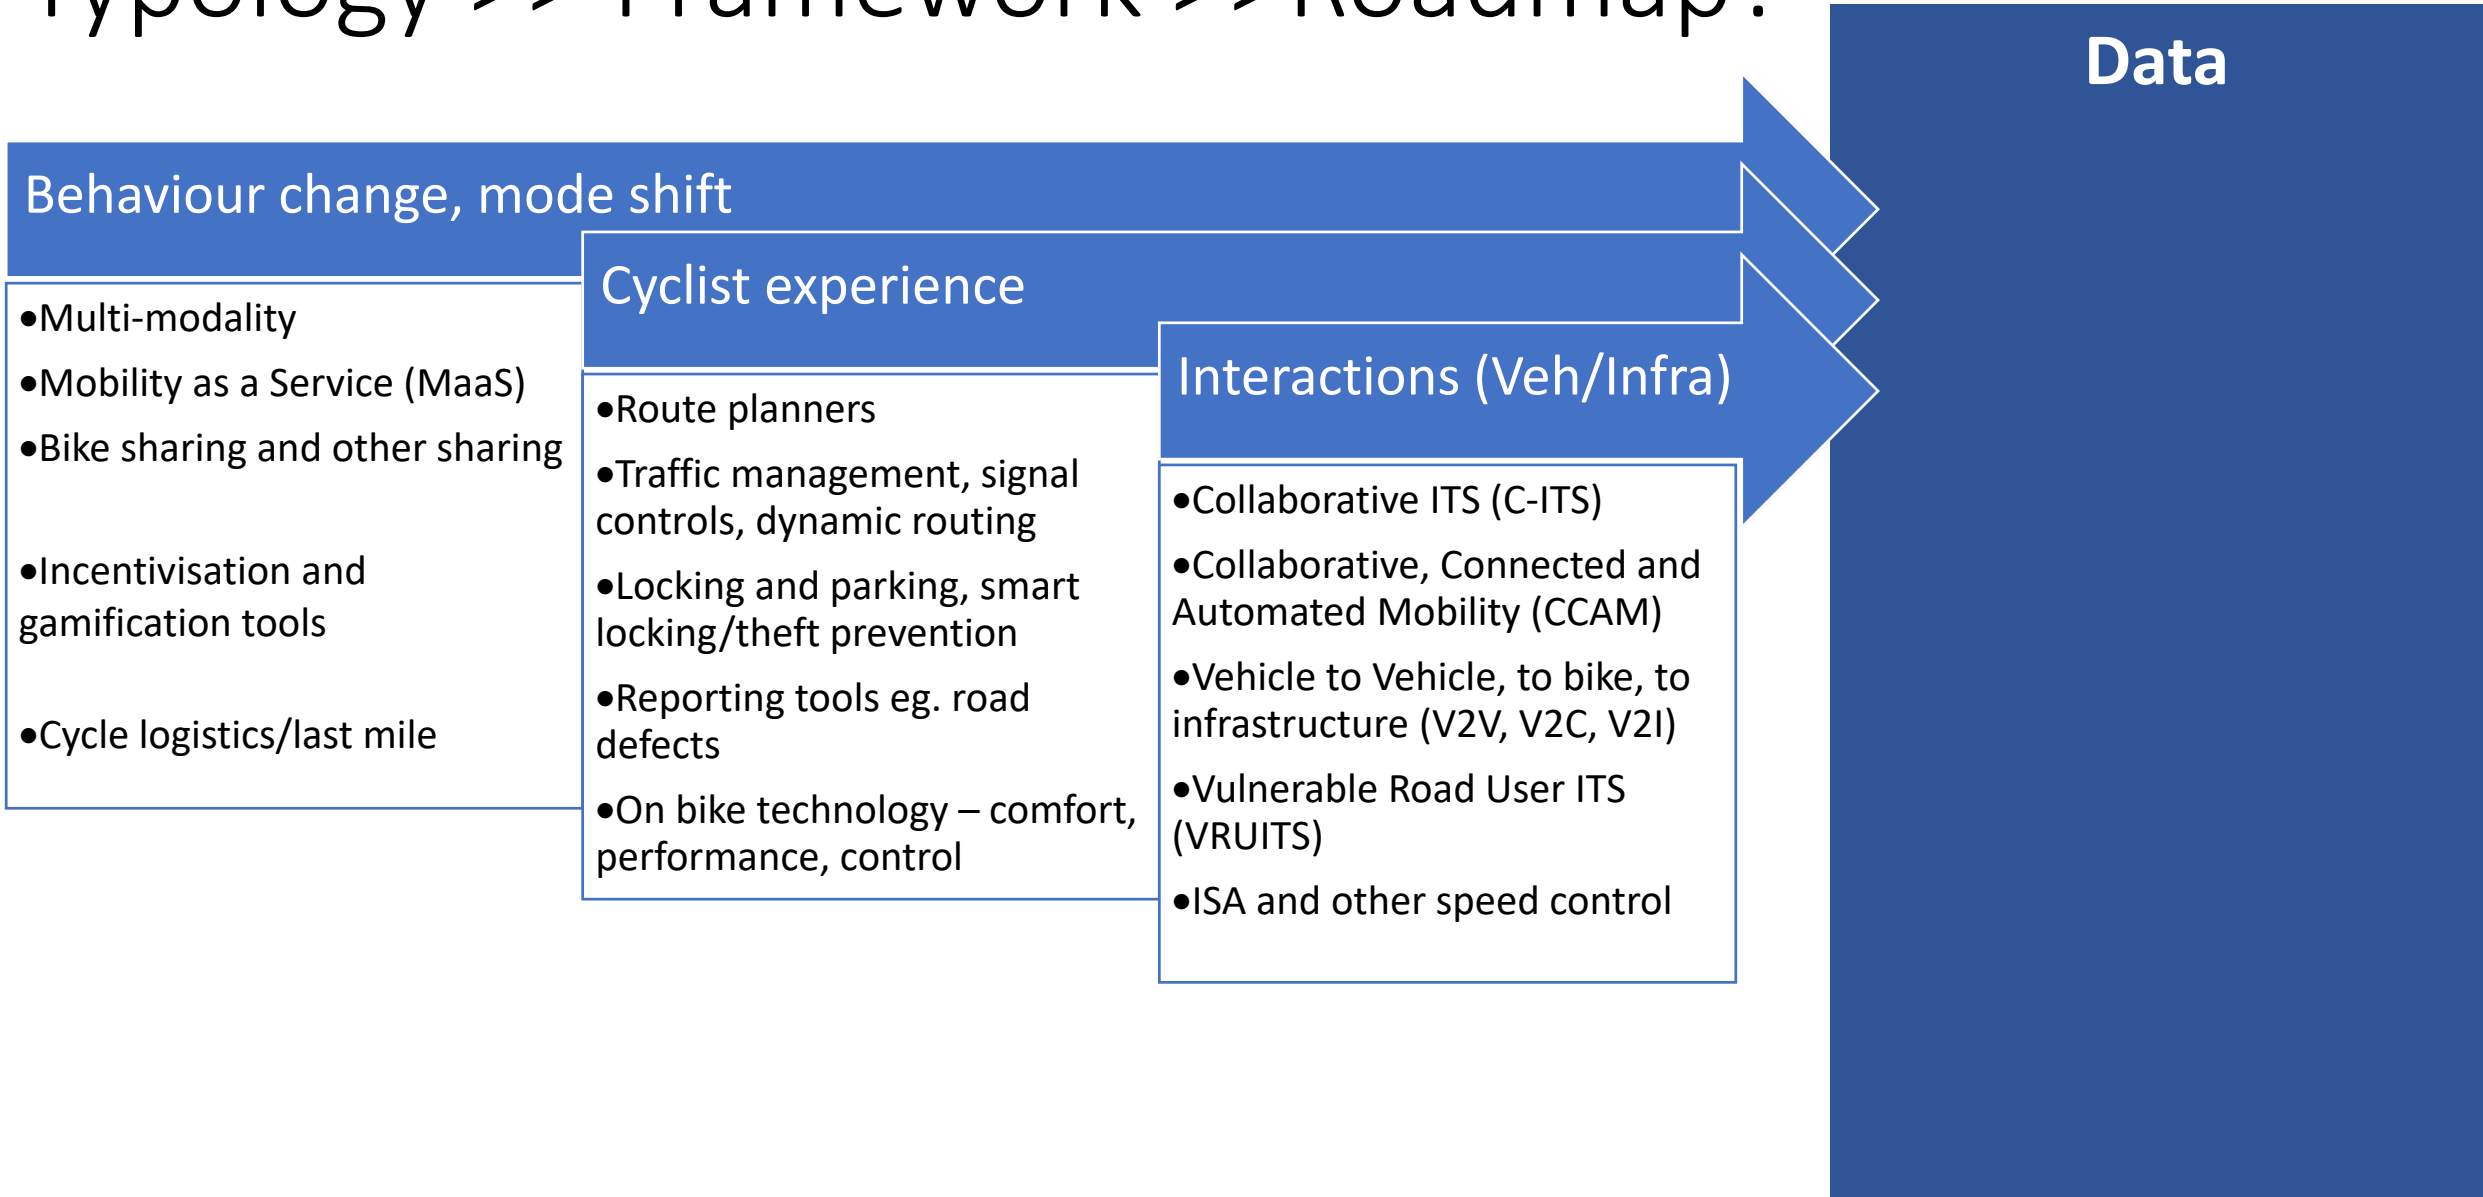 Typology >> Framework >>Roadmap?
Data
Behaviour change, mode shift
•Multi-modality
•Mobility as a Service (MaaS)
•Bike sharing and other sharing
•Incentivisation and
gamification tools
•Cycle logistics/last mile
Cyclist experience
•Route planners
•Traffic management, signal
controls, dynamic routing
•Locking and parking, smart
locking/theft prevention
•Reporting tools eg. road
defects
•On bike technology – comfort,
performance, control
Interactions (Veh/Infra)
•Collaborative ITS (C-ITS)
•Collaborative, Connected and
Automated Mobility (CCAM)
•Vehicle to Vehicle, to bike, to
infrastructure (V2V, V2C, V2I)
•Vulnerable Road User ITS
(VRUITS)
•ISA and other speed control